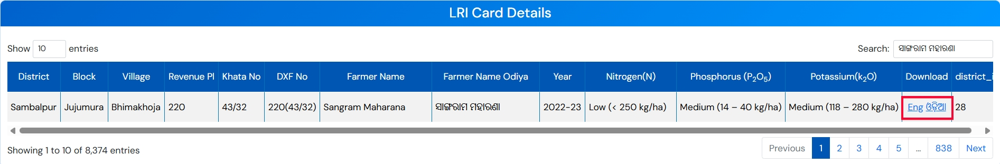 LRI Card Details
Show 10 entries
Search: ସାଙ୍ଗରାମ ମହାରଣା
District Block Village Revenue Pl Khata No DXF No Farmer Name Farmer Name Odiya Year Nitrogen(N) Phosphorus (P₂O₅) Potassium(k₂O) Download district_i
Sambalpur Jujumura Bhimakhoja 220 43/32 220(43/32) Sangram Maharana ସାଙ୍ଗରାମ ମହାରଣା 2022-23 Low (< 250 kg/ha) Medium (14 – 40 kg/ha) Medium (118 – 280 kg/ha) Eng ଓଡ଼ିଆ 28
Showing 1 to 10 of 8,374 entries
Previous 1 2 3 4 5 ... 838 Next